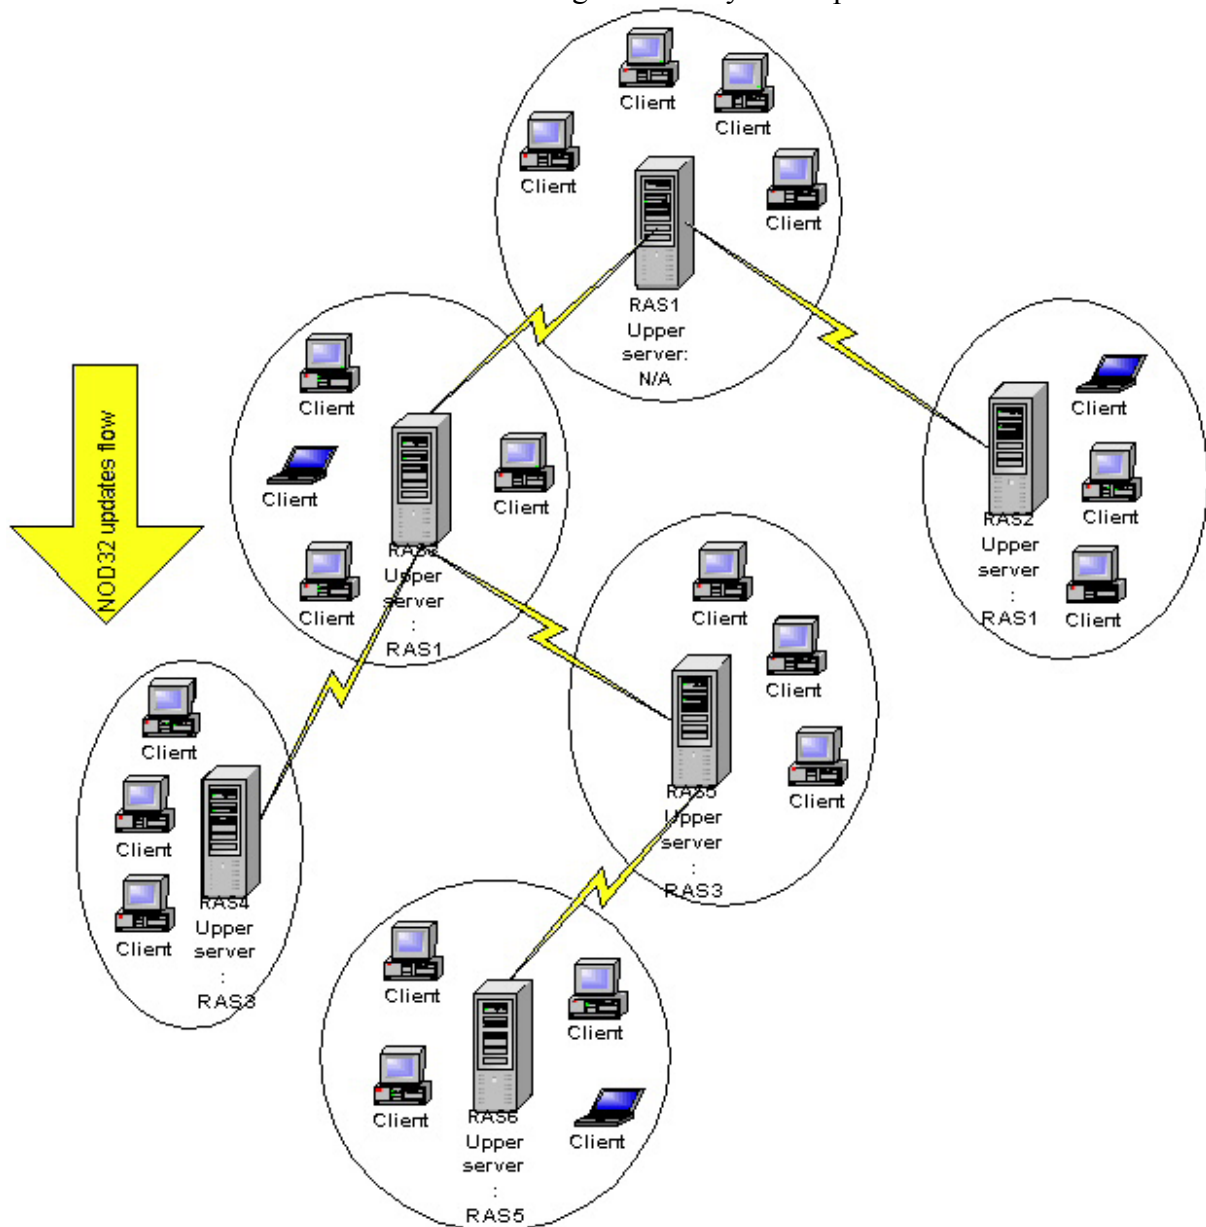 Client
Client
Client
Client
RAS1
Upper
server:
N/A
Client
Client
Client
Client
RAS3
Upper
server
:
RAS1
Client
Client
Client
RAS2
Upper
server
:
RAS1
NOD32 updates flow
Client
Client
Client
RAS5
Upper
server
:
RAS3
Client
Client
Client
RAS4
Upper
server
:
RAS3
Client
Client
Client
Client
RAS6
Upper
server
:
RAS5